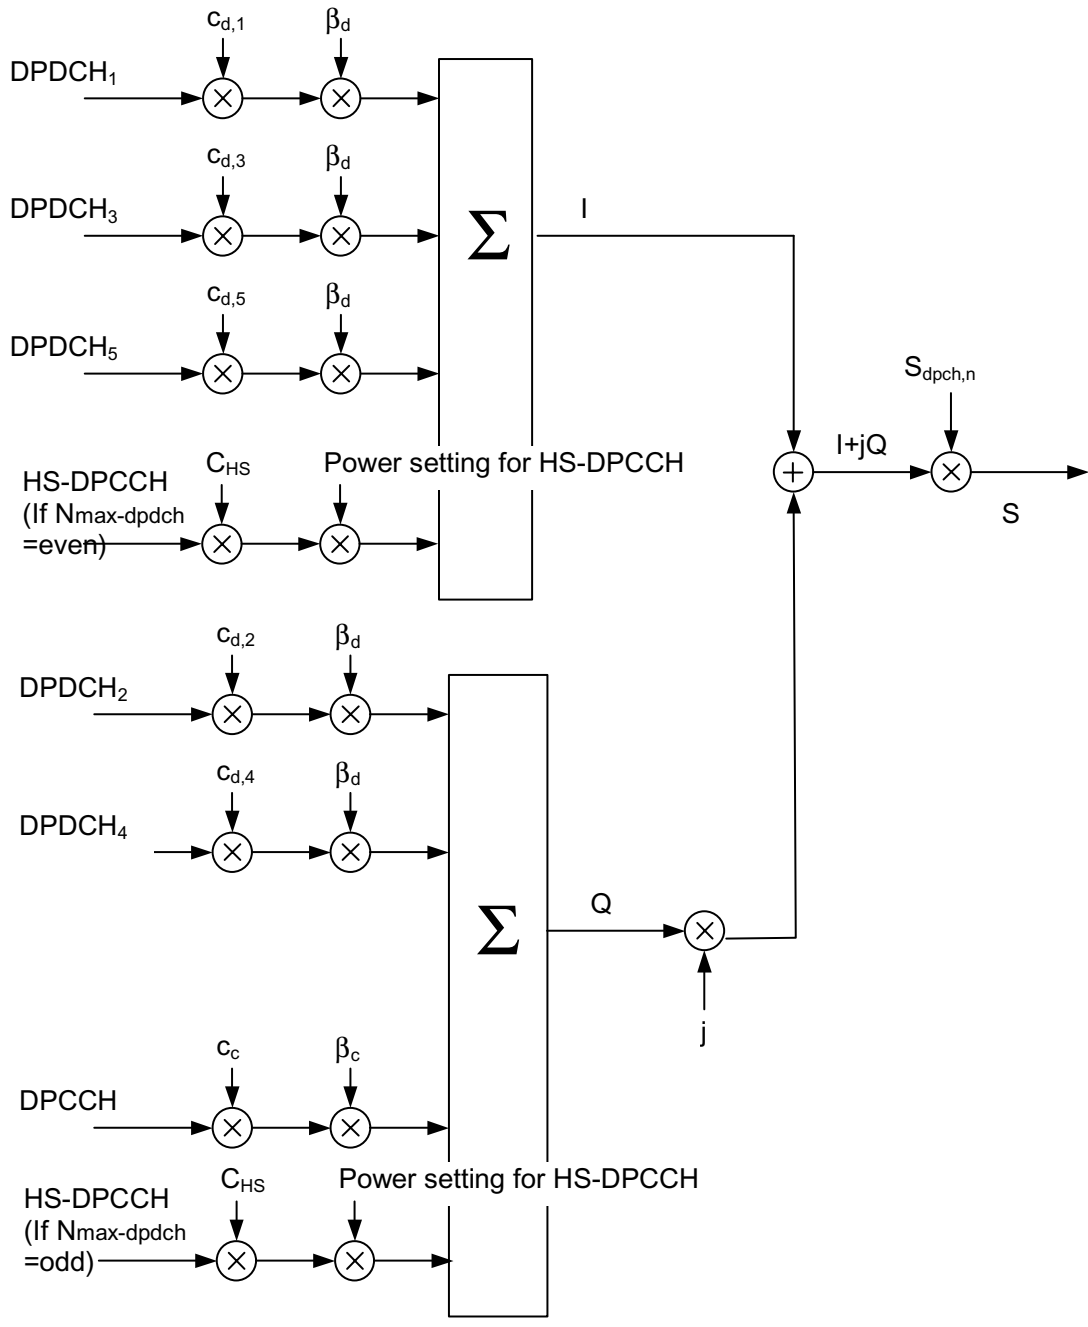 c_d,1 β_d
DPDCH_1
c_d,3 β_d
DPDCH_3
Σ
I
c_d,5 β_d
DPDCH_5
S_dpch,n
C_HS Power setting for HS-DPCCH
I+jQ
HS-DPCCH
(If N_max-dpdch
=even)
S
c_d,2 β_d
DPDCH_2
c_d,4 β_d
DPDCH_4
Σ
Q
j
c_c β_c
DPCCH
C_HS Power setting for HS-DPCCH
HS-DPCCH
(If N_max-dpdch
=odd)